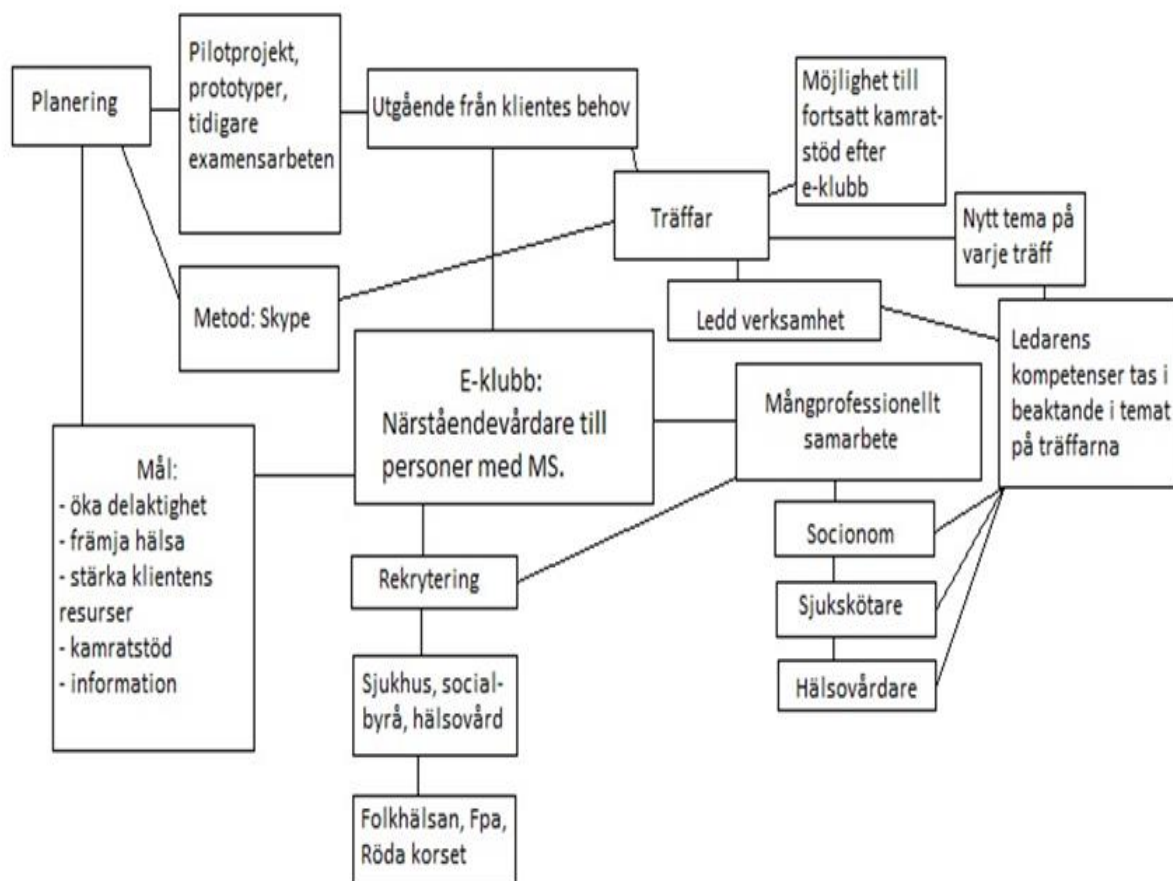 Planering
Pilotprojekt,
prototyper,
tidigare
examensarbeten
Utgående från klientes behov
Möjlighet till
fortsatt kamrat-
stöd efter
e-klubb
Träffar
Nytt tema på
varje träff
Metod: Skype
Ledd verksamhet
Ledarens
kompetenser tas i
beaktande i temat
på träffarna
E-klubb:
Närståendevårdare till
personer med MS.
Mångprofessionellt
samarbete
Mål:
- öka delaktighet
- främja hälsa
- stärka klientens
resurser
- kamratstöd
- information
Rekrytering
Socionom
Sjukskötare
Hälsovårdare
Sjukhus, social-
byrå, hälsovård
Folkhälsan, Fpa,
Röda korset